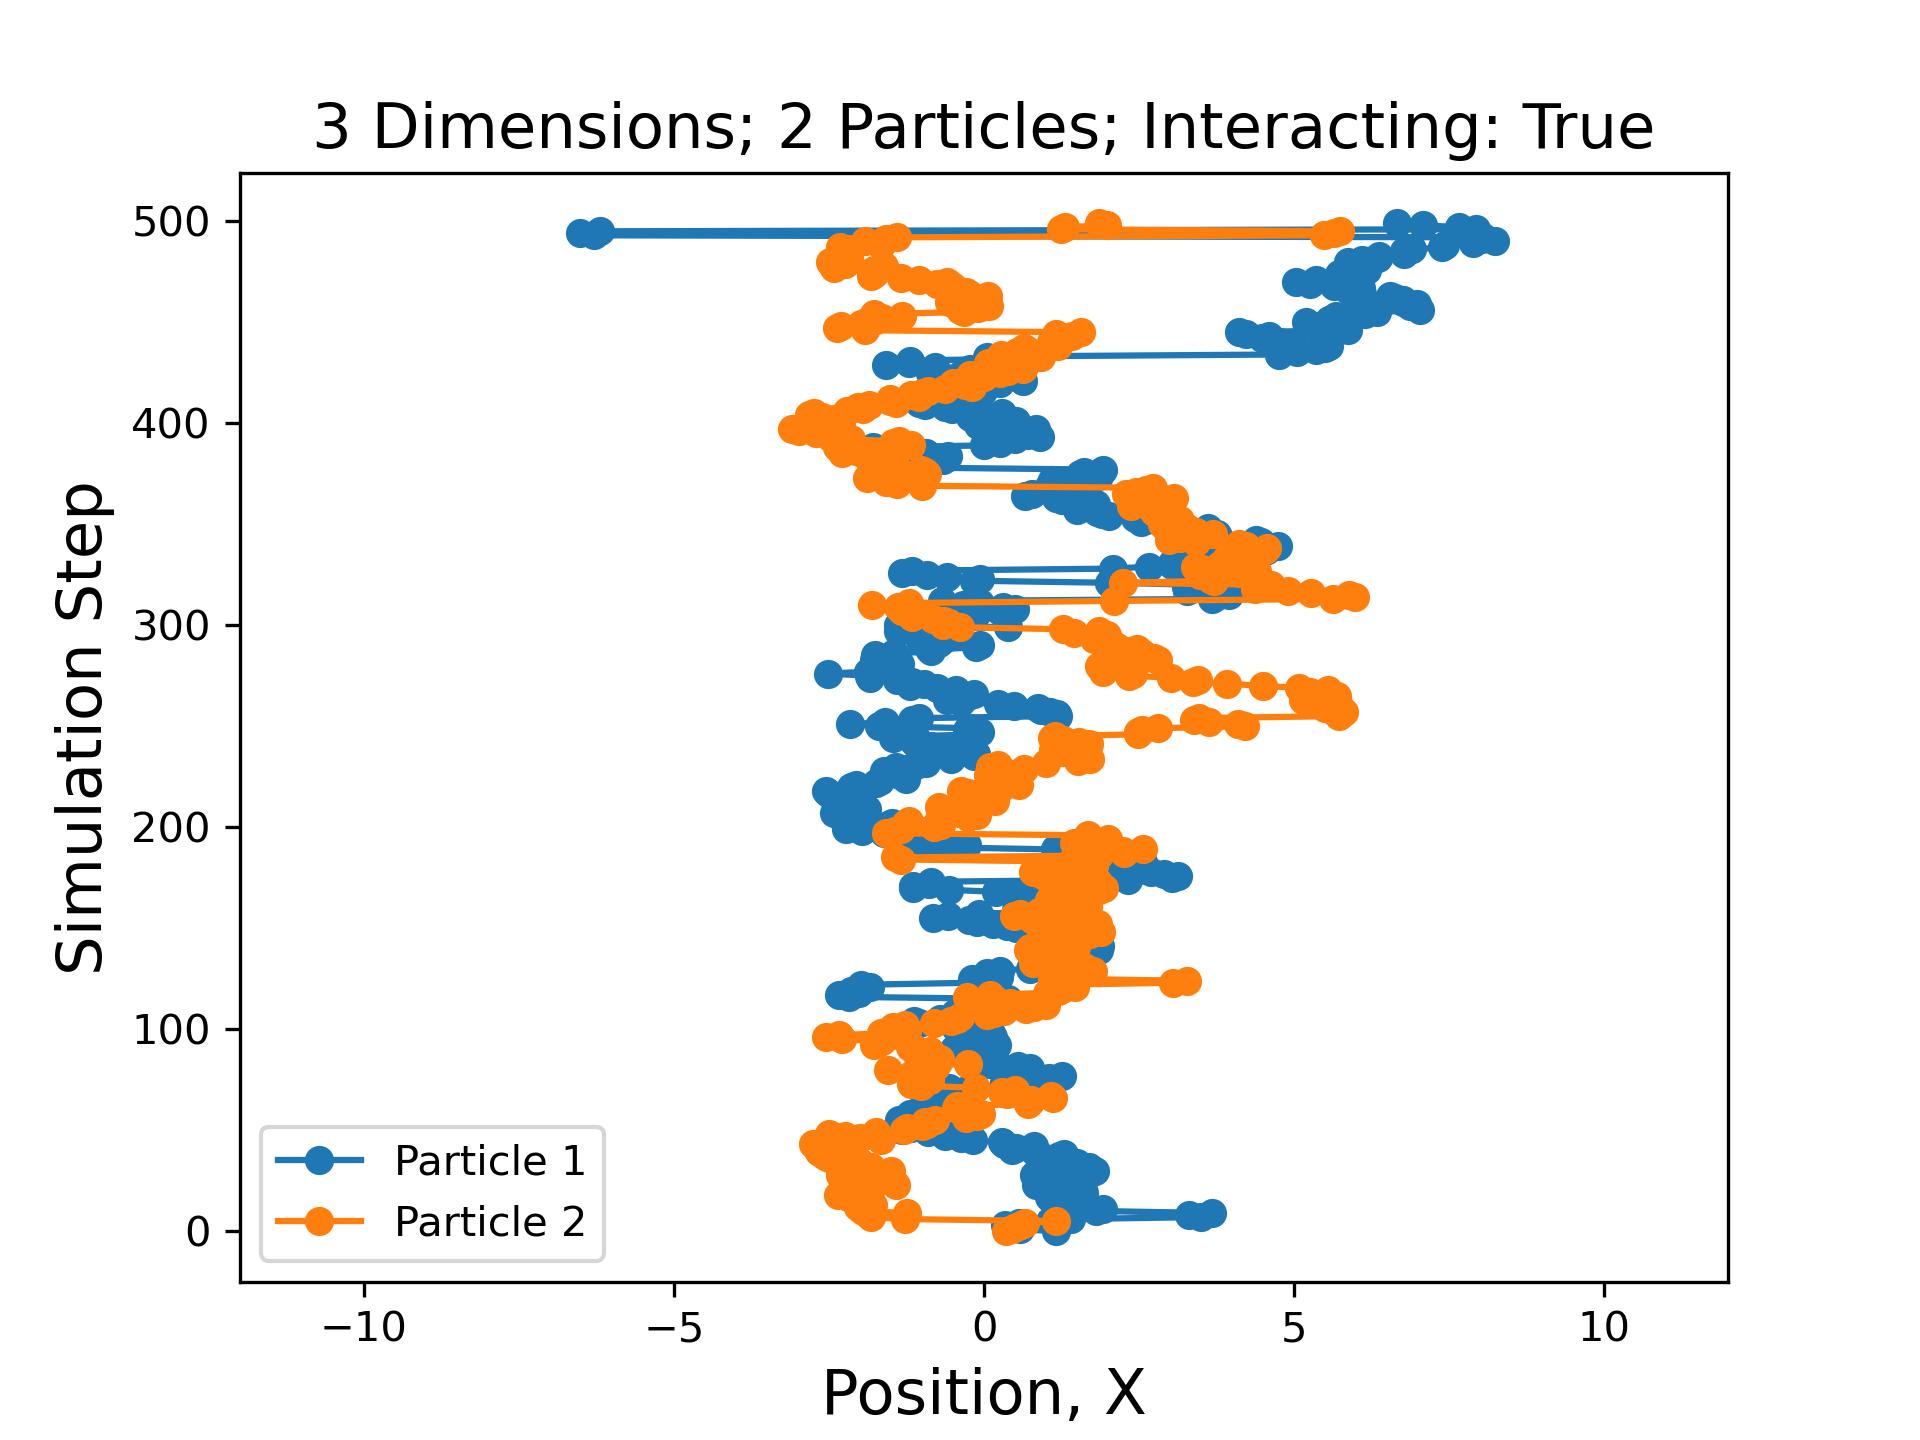 3 Dimensions; 2 Particles; Interacting: True
Simulation Step
500
400
300
200
100
0
Particle 1
Particle 2
−10 −5 0 5 10
Position, X